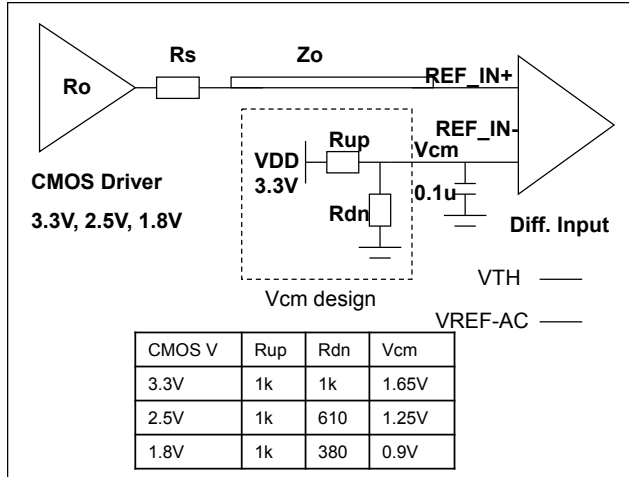 Rs
Zo
Ro
REF_IN+
REF_IN-
Rup
Vcm
VDD
3.3V
CMOS Driver
Rdn
0.1u
3.3V, 2.5V, 1.8V
Diff. Input
VTH
Vcm design
VREF-AC
CMOS V Rup Rdn Vcm
3.3V 1k 1k 1.65V
2.5V 1k 610 1.25V
1.8V 1k 380 0.9V